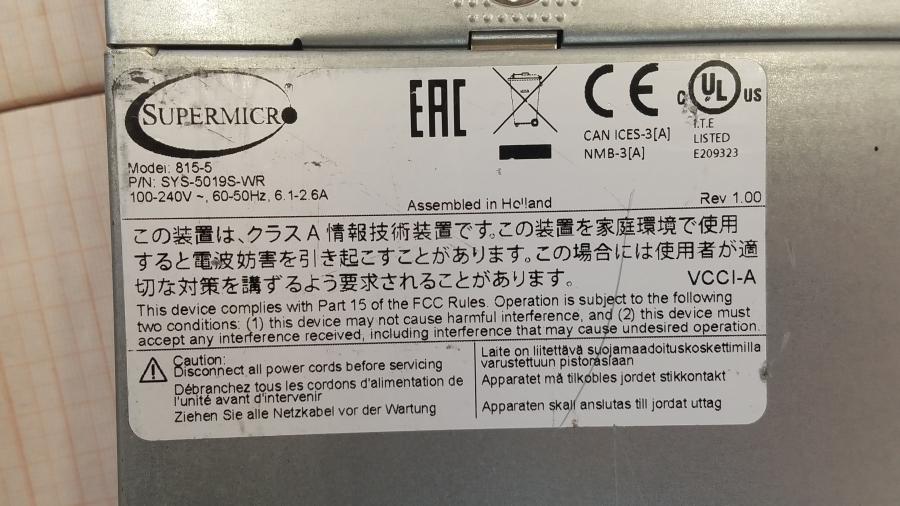 SUPERMICRO
EAC
CE
c UL US
CAN ICES-3[A]
NMB-3[A]
I.T.E
LISTED
E209323
Model: 815-5
P/N: SYS-5019S-WR
100-240V ~, 60-50Hz, 6.1-2.6A
Assembled in Holland
Rev 1.00
この装置は、クラスA情報技術装置です。この装置を家庭環境で使用
すると電波妨害を引き起こすことがあります。この場合には使用者が適
切な対策を講ずるよう要求されることがあります。 VCCI-A
This device complies with Part 15 of the FCC Rules. Operation is subject to the following
two conditions: (1) this device may not cause harmful interference, and (2) this device must
accept any interference received, including interference that may cause undesired operation.
Caution:
Disconnect all power cords before servicing
Débranchez tous les cordons d'alimentation de
l'unité avant d'intervenir
Ziehen Sie alle Netzkabel vor der Wartung
Laite on liitettävä suojamaadoituskoskettimilla
varustettuun pistorasiaan
Apparatet må tilkobles jordet stikkontakt
Apparaten skall anslutas till jordat uttag